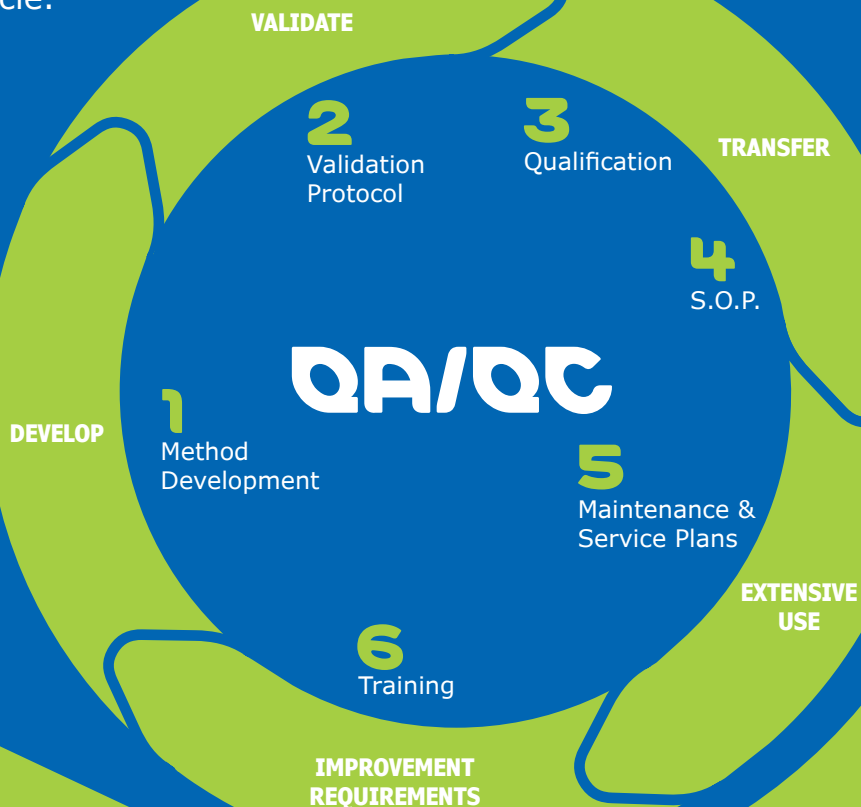 cle.
VALIDATE
2
Validation
Protocol
3
Qualification
TRANSFER
4
S.O.P.
QA/QC
1
Method
Development
DEVELOP
5
Maintenance &
Service Plans
EXTENSIVE
USE
6
Training
IMPROVEMENT
REQUIREMENTS